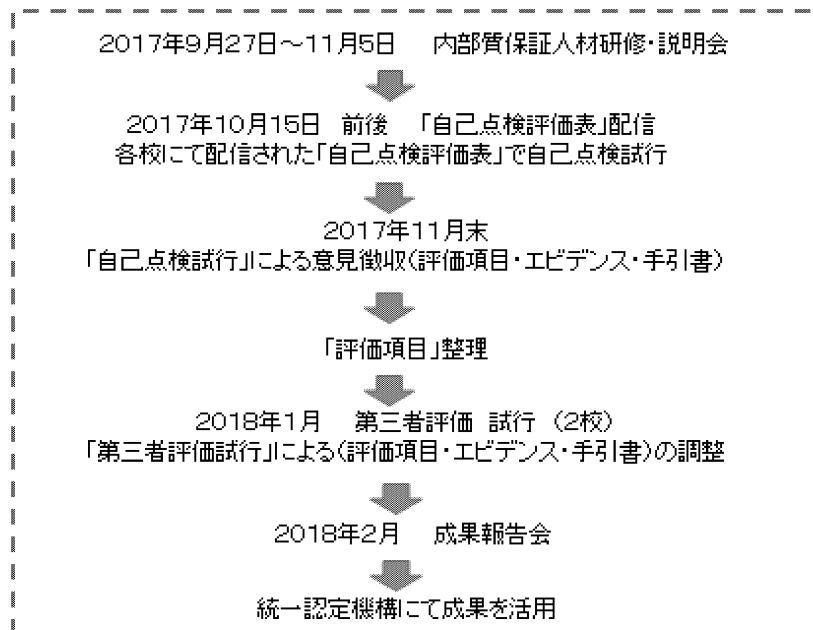 2017年9月27日～11月5日　内部質保証人材研修・説明会
2017年10月15日　前後　「自己点検評価表」配信
各校にて配信された「自己点検評価表」で自己点検試行
2017年11月末
「自己点検試行」による意見徴収(評価項目・エビデンス・手引書)
「評価項目」整理
2018年1月　第三者評価 試行 (2校)
「第三者評価試行」による(評価項目・エビデンス・手引書)の調整
2018年2月　成果報告会
統一認定機構にて成果を活用